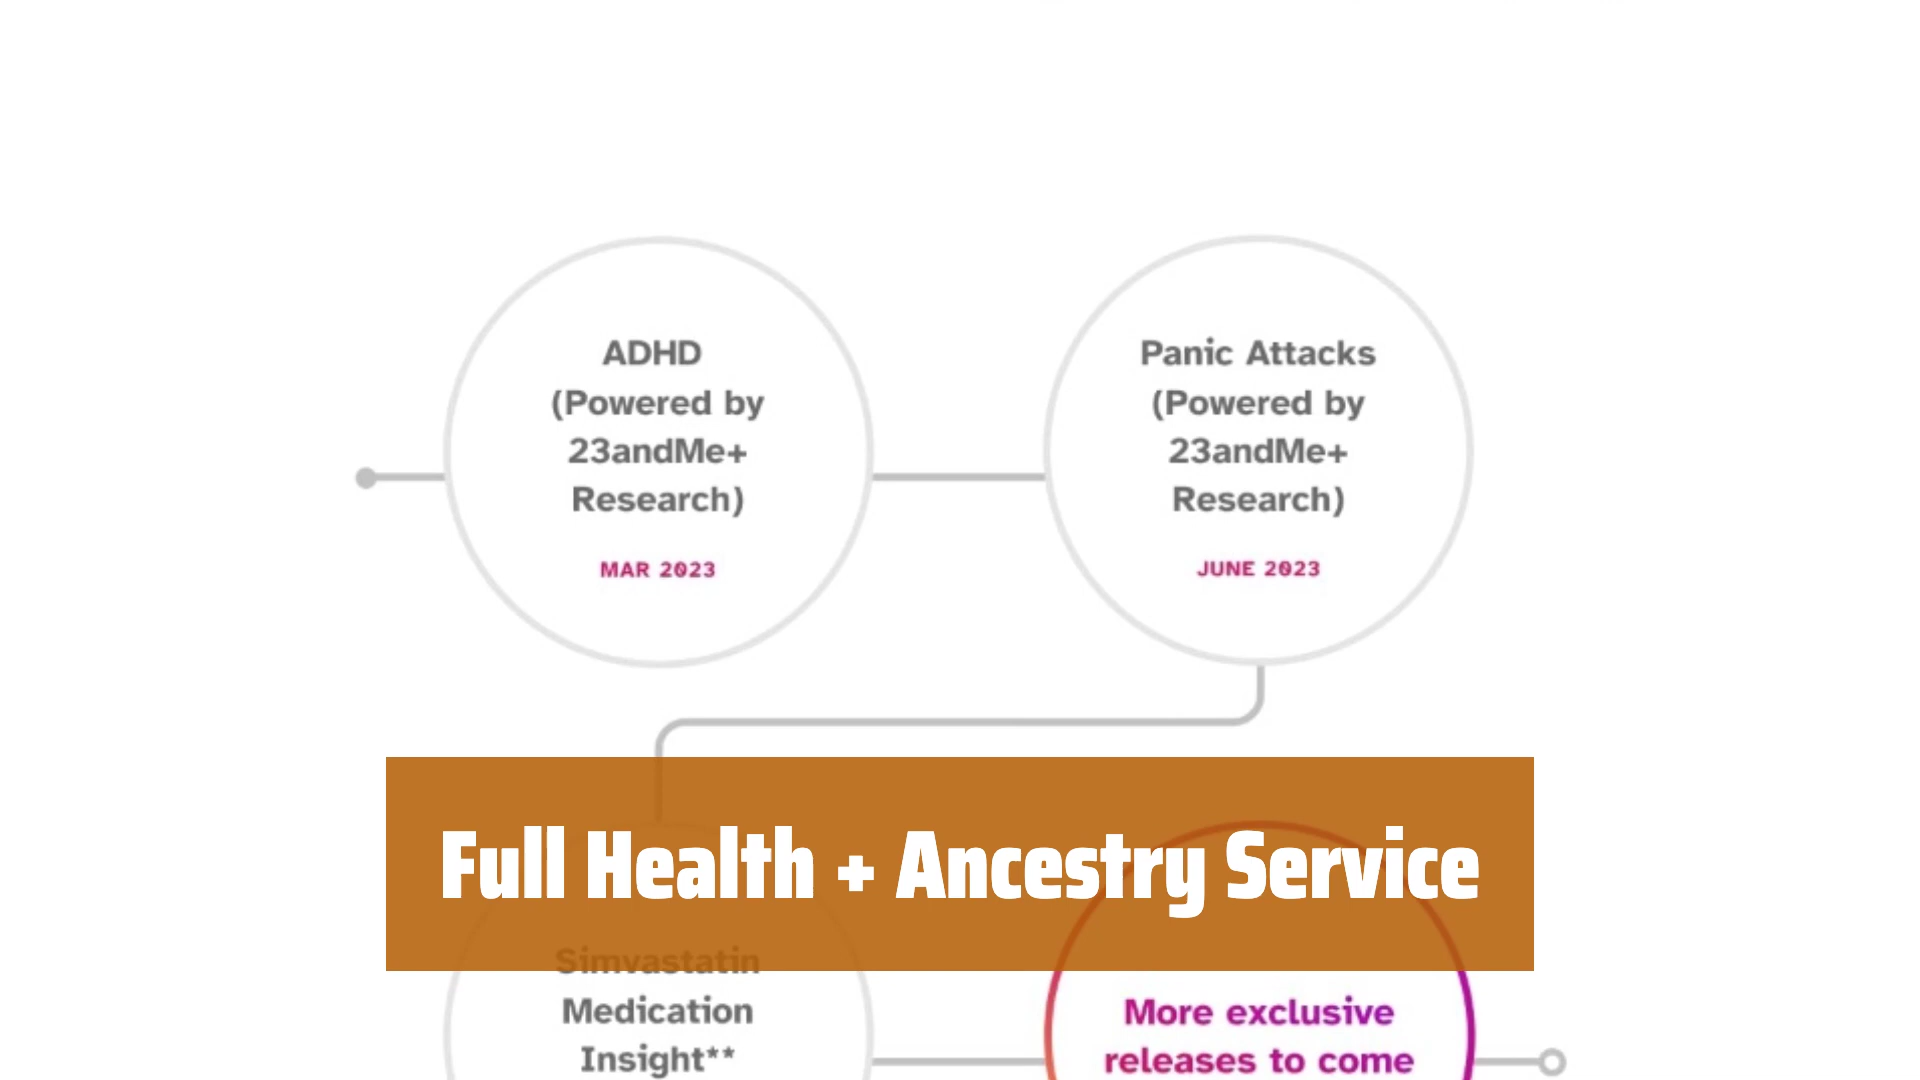 ADHD
(Powered by
23andMe+
Research)
MAR 2023
Panic Attacks
(Powered by
23andMe+
Research)
JUNE 2023
Full Health + Ancestry Service
Simvastatin
Medication
Insight**
More exclusive
releases to come